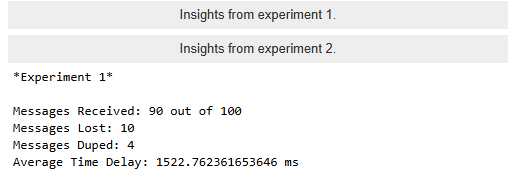 Insights from experiment 1.
Insights from experiment 2.
*Experiment 1*
Messages Received: 90 out of 100
Messages Lost: 10
Messages Duped: 4
Average Time Delay: 1522.762361653646 ms